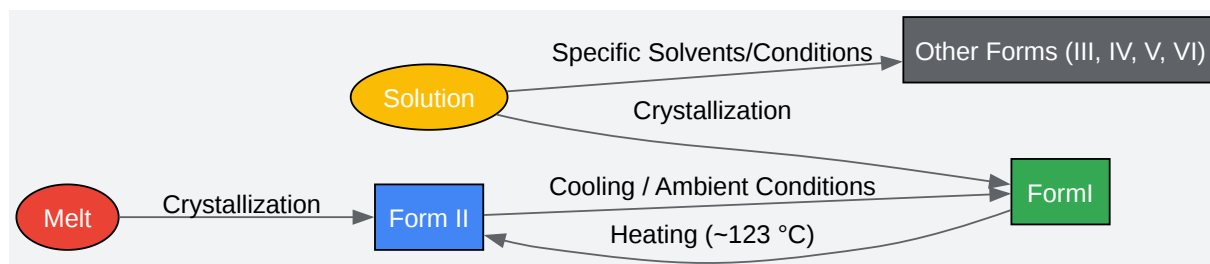 Specific Solvents/Conditions
Other Forms (III, IV, V, VI)
Solution
Crystallization
Melt
Crystallization
Form II
Cooling / Ambient Conditions
FormI
Heating (~123 °C)